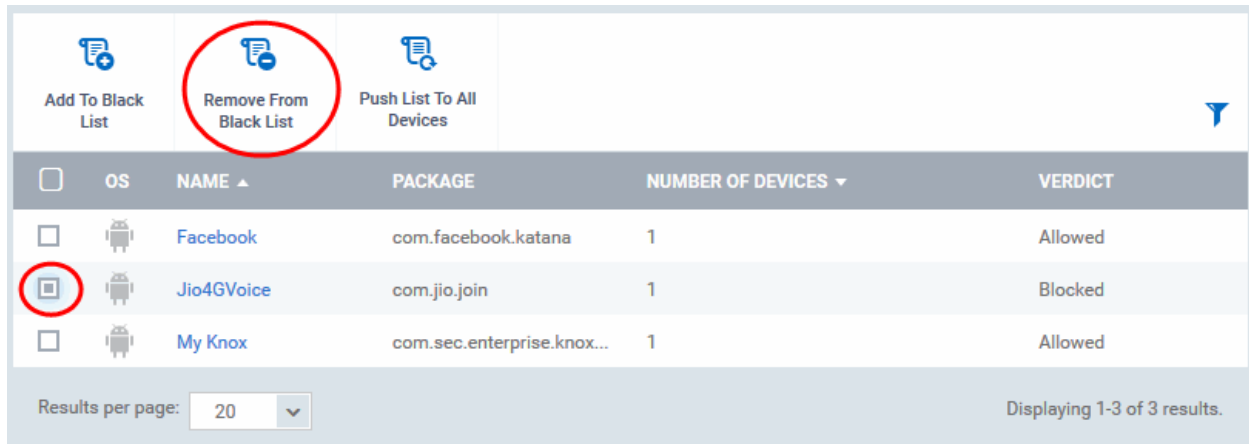 Add To Black
List
Remove From
Black List
Push List To All
Devices
OS NAME PACKAGE NUMBER OF DEVICES VERDICT
Facebook com.facebook.katana 1 Allowed
Jio4GVoice com.jio.join 1 Blocked
My Knox com.sec.enterprise.knox... 1 Allowed
Results per page: 20 Displaying 1-3 of 3 results.